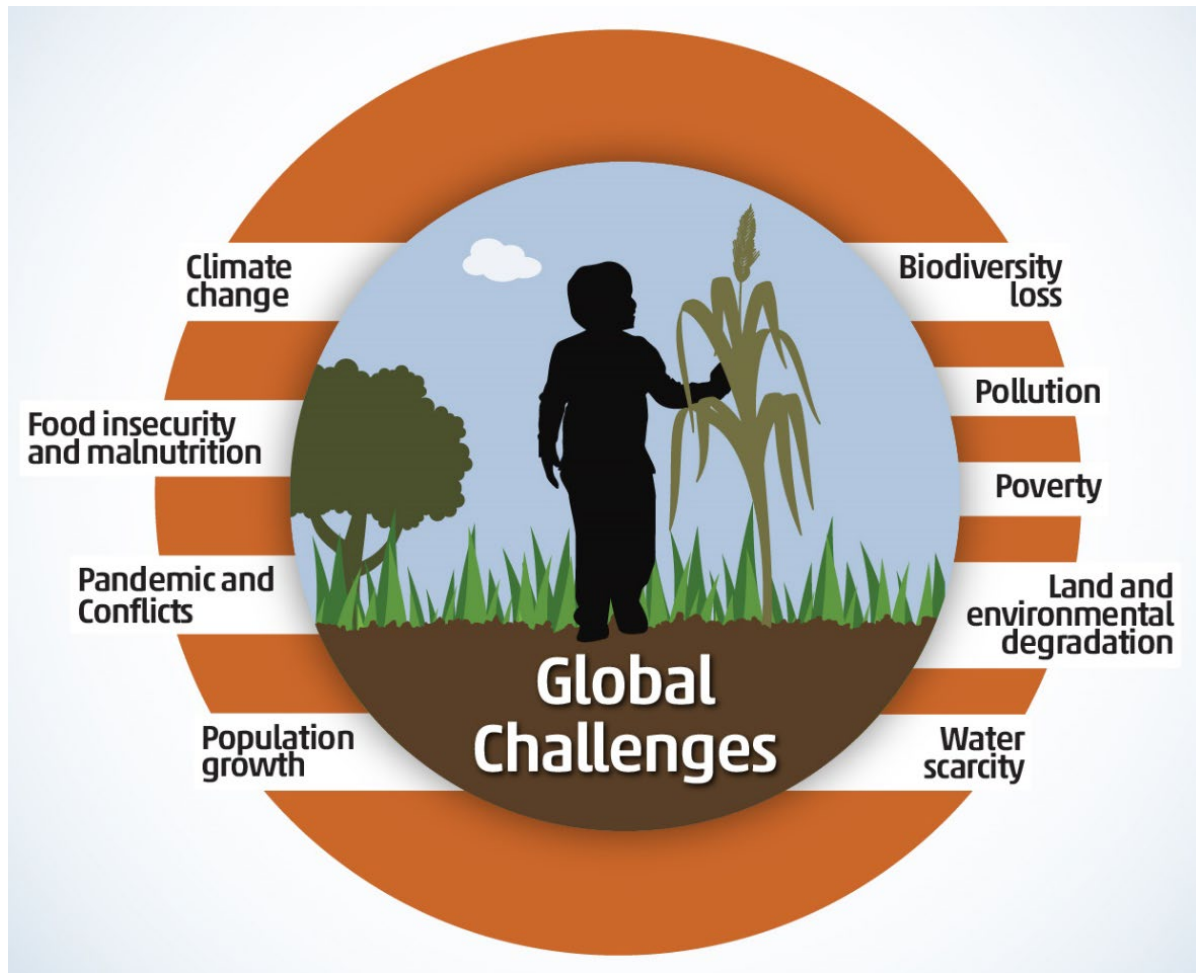 Climate
change
Food insecurity
and malnutrition
Pandemic and
Conflicts
Population
growth
Biodiversity
loss
Pollution
Poverty
Land and
environmental
degradation
Water
scarcity
Global
Challenges